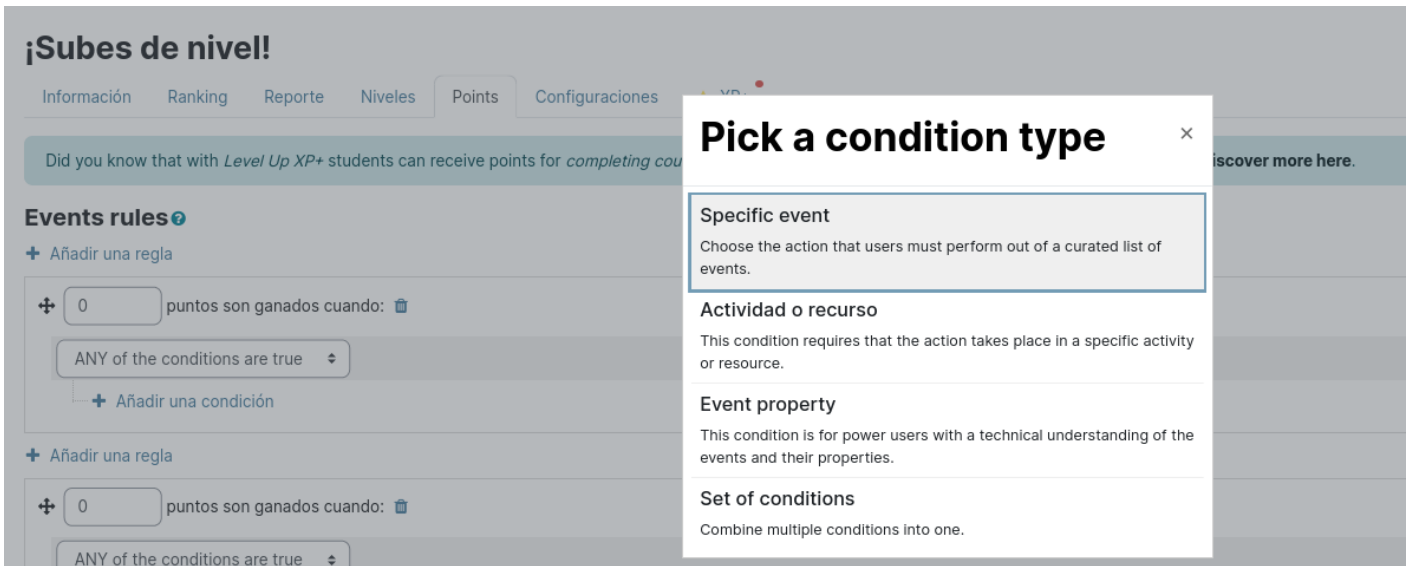 ¡Subes de nivel!
Información Ranking Reporte Niveles Points Configuraciones XP+
Did you know that with Level Up XP+ students can receive points for completing cou
iscover more here.
Events rules
Añadir una regla
0 puntos son ganados cuando:
ANY of the conditions are true
Añadir una condición
Añadir una regla
0 puntos son ganados cuando:
ANY of the conditions are true
Pick a condition type ×
Specific event
Choose the action that users must perform out of a curated list of
events.
Actividad o recurso
This condition requires that the action takes place in a specific activity
or resource.
Event property
This condition is for power users with a technical understanding of the
events and their properties.
Set of conditions
Combine multiple conditions into one.